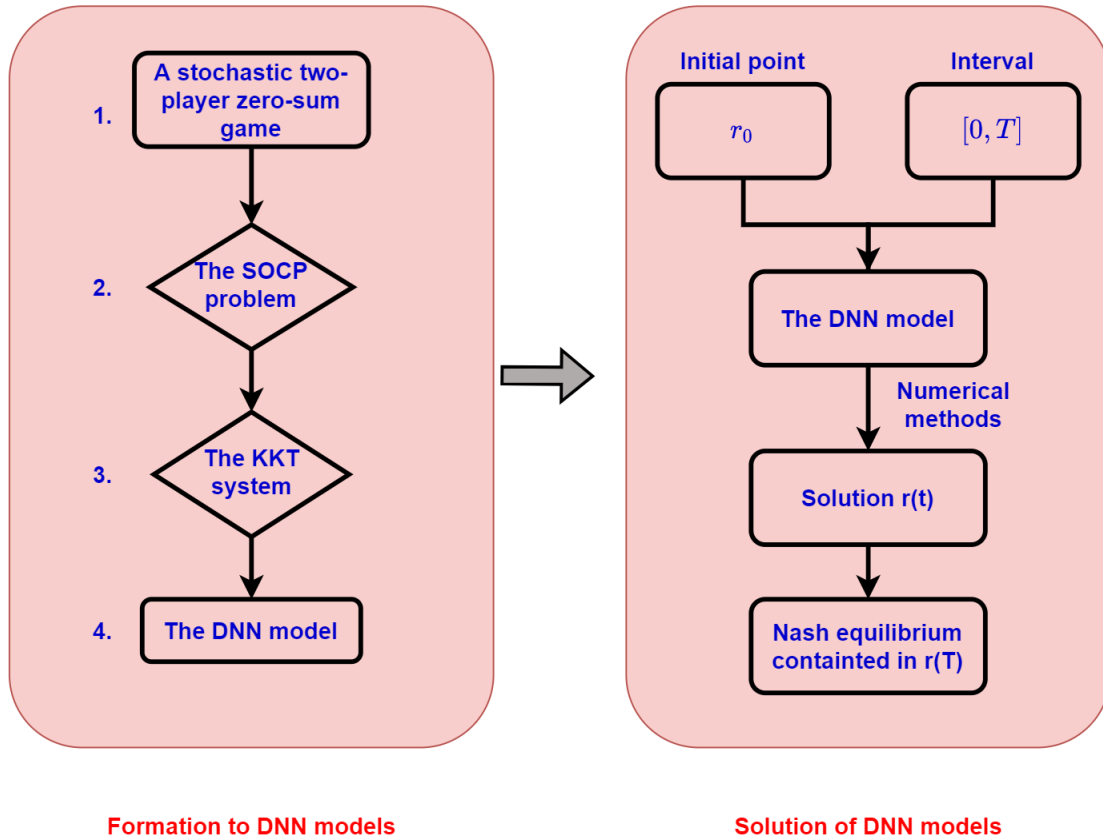 1.
A stochastic two-
player zero-sum
game
2.
The SOCP
problem
3.
The KKT
system
4.
The DNN model
Formation to DNN models
Initial point
Interval
r₀
[0, T]
The DNN model
Numerical
methods
Solution r(t)
Nash equilibrium
containted in r(T)
Solution of DNN models